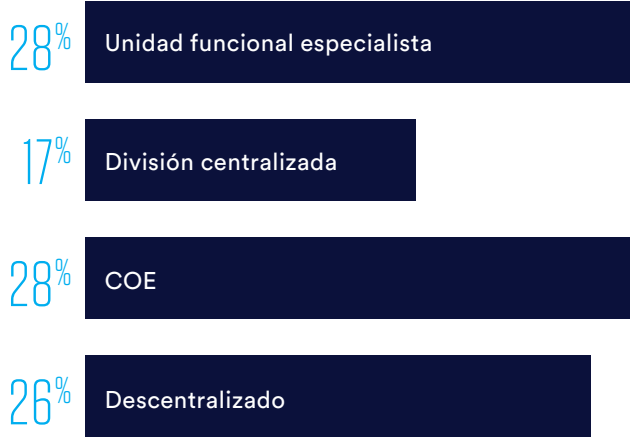 28% Unidad funcional especialista
17% División centralizada
28% COE
26% Descentralizado